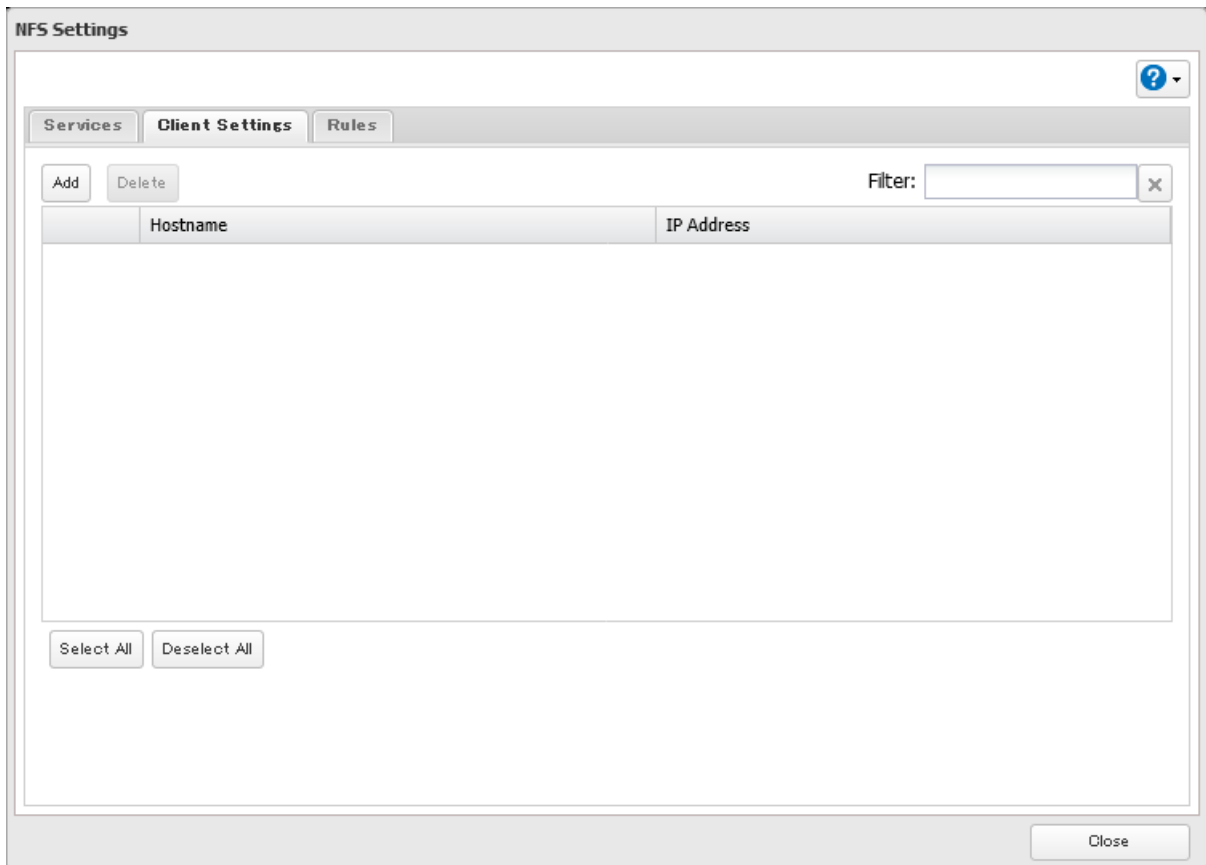 NFS Settings
?
Services Client Settings Rules
Add Delete Filter:
Hostname IP Address
Select All Deselect All
Close